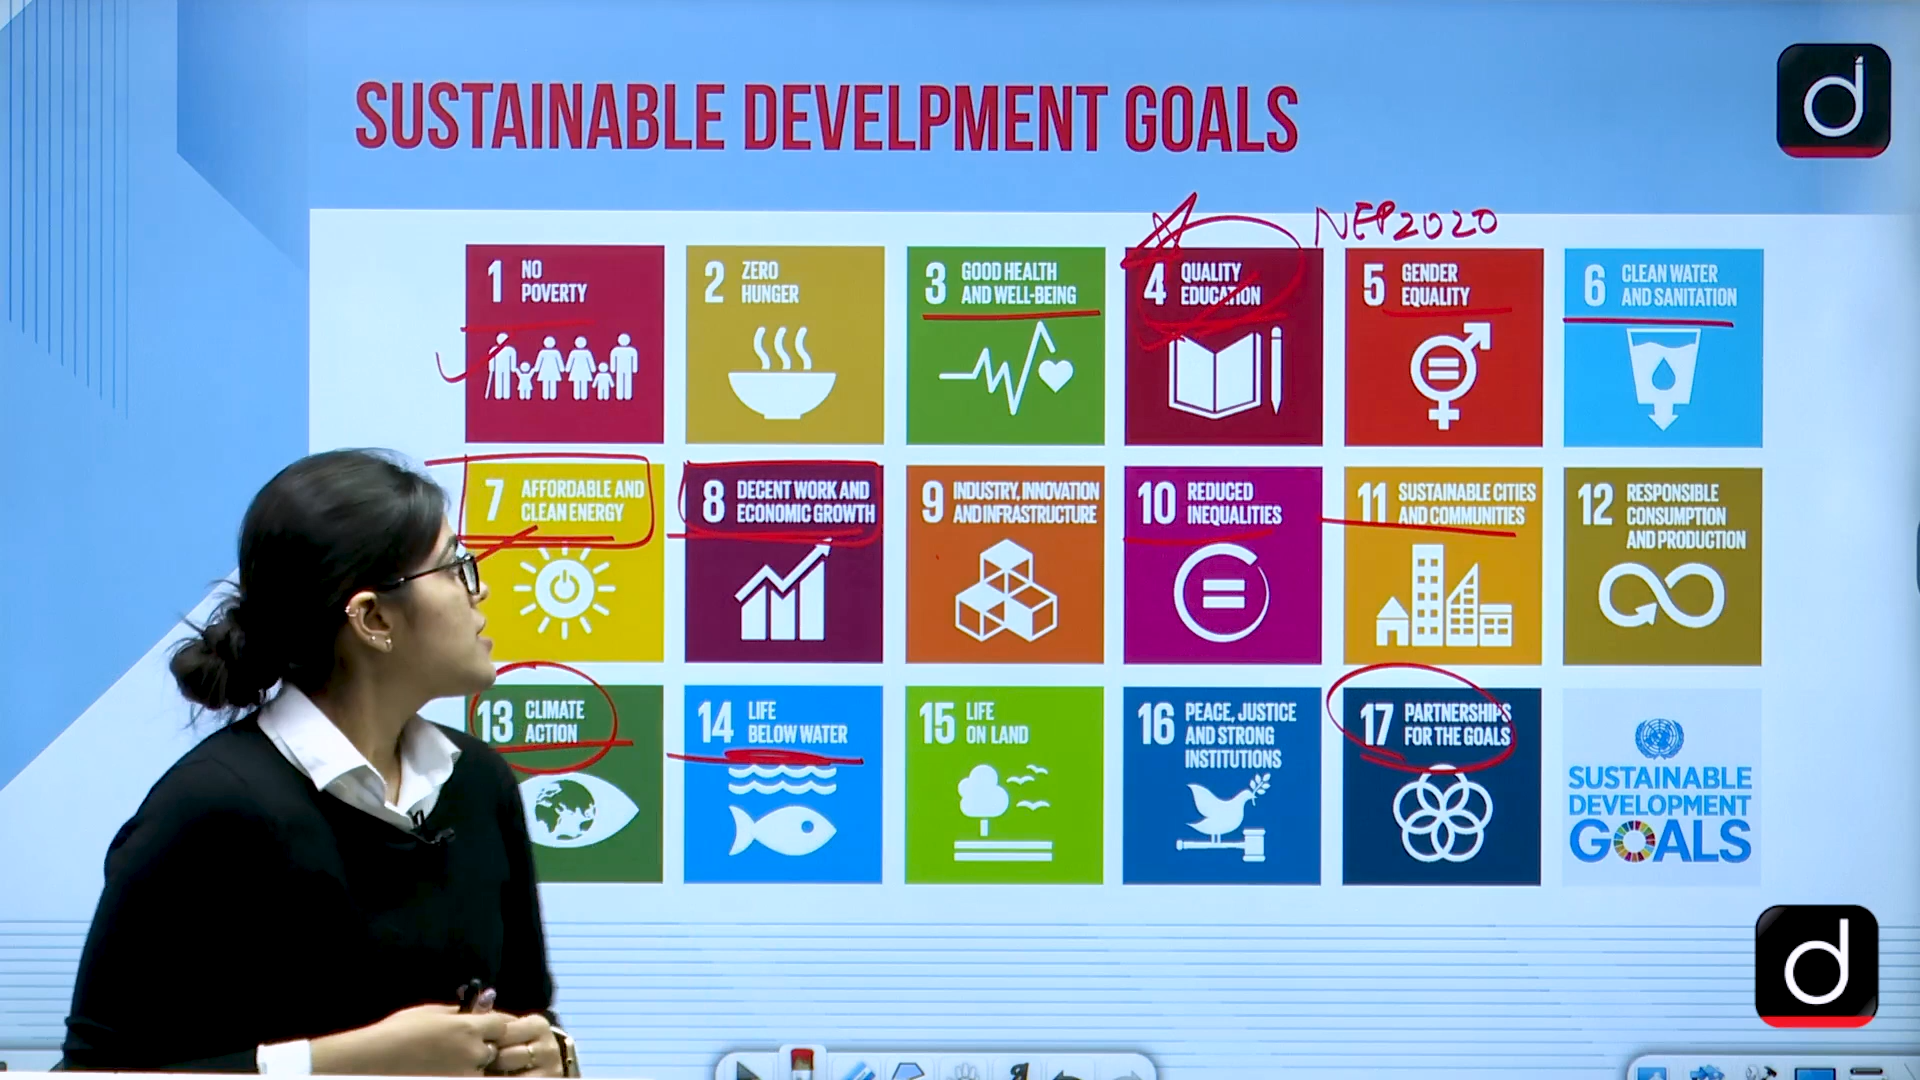 SUSTAINABLE DEVELPMENT GOALS
NEP 2020
1 NO
POVERTY
2 ZERO
HUNGER
3 GOOD HEALTH
AND WELL-BEING
4 QUALITY
EDUCATION
5 GENDER
EQUALITY
6 CLEAN WATER
AND SANITATION
7 AFFORDABLE AND
CLEAN ENERGY
8 DECENT WORK AND
ECONOMIC GROWTH
9 INDUSTRY, INNOVATION
AND INFRASTRUCTURE
10 REDUCED
INEQUALITIES
11 SUSTAINABLE CITIES
AND COMMUNITIES
12 RESPONSIBLE
CONSUMPTION
AND PRODUCTION
13 CLIMATE
ACTION
14 LIFE
BELOW WATER
15 LIFE
ON LAND
16 PEACE, JUSTICE
AND STRONG
INSTITUTIONS
17 PARTNERSHIPS
FOR THE GOALS
SUSTAINABLE
DEVELOPMENT
GOALS
d
d